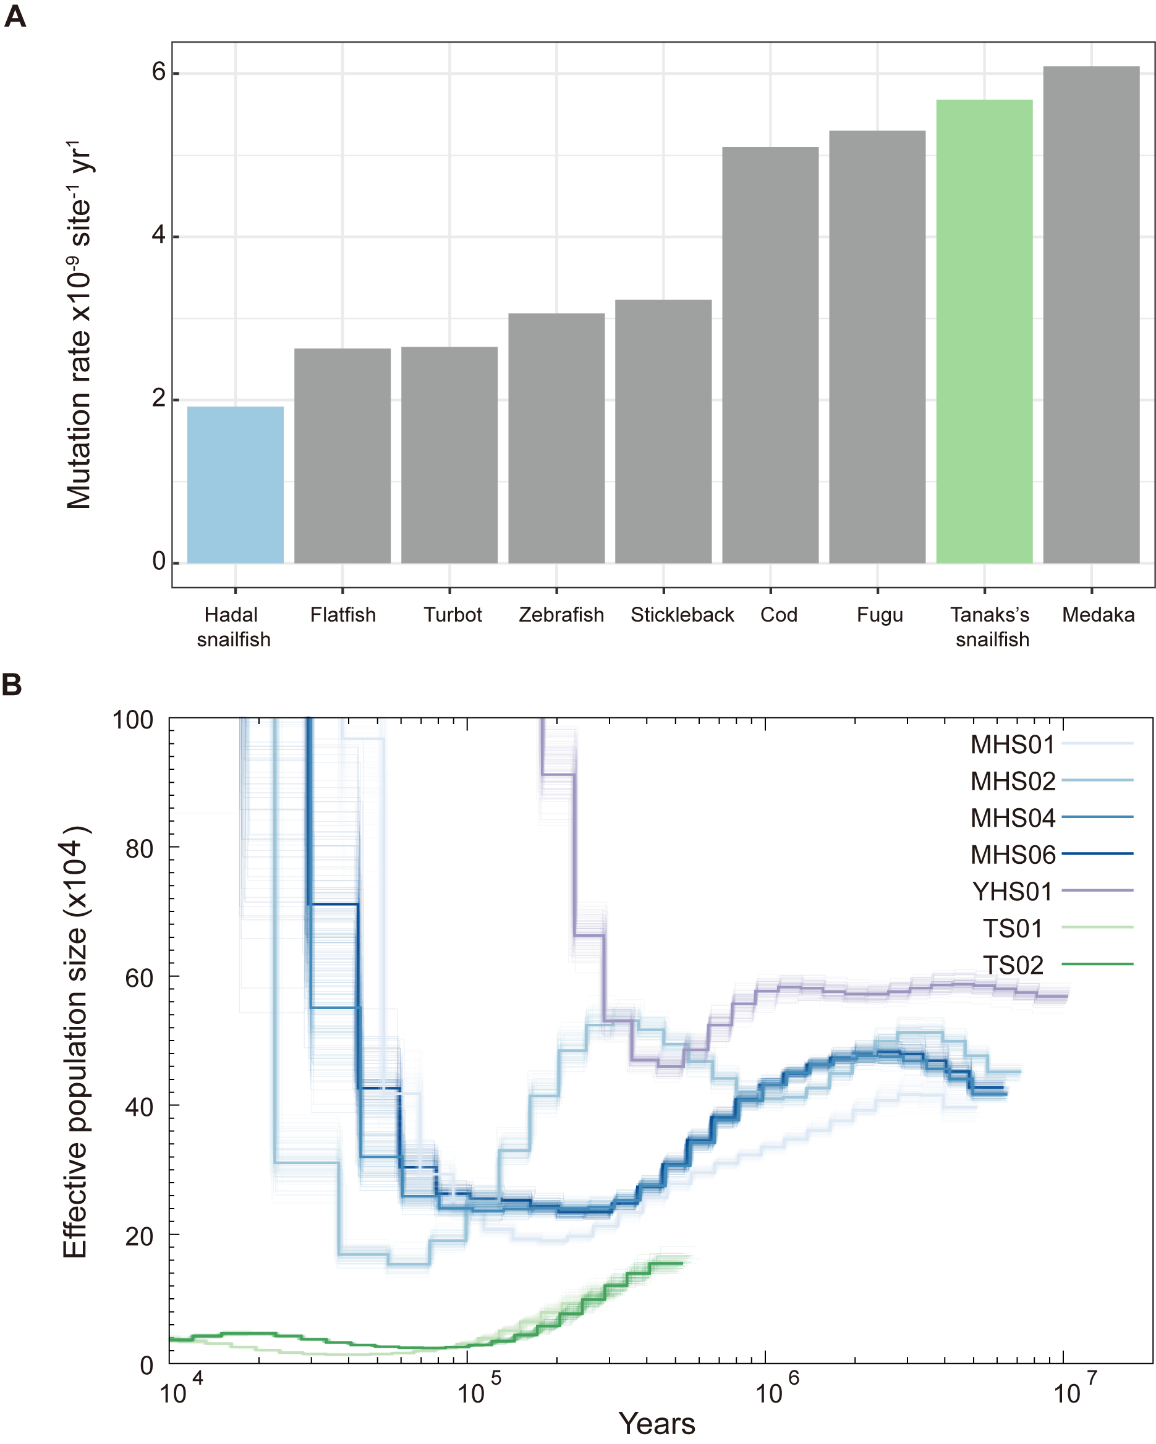 A
Mutation rate x10-9 site-1 yr1
6
4
2
0
Hadal snailfish
Flatfish
Turbot
Zebrafish
Stickleback
Cod
Fugu
Tanaks's snailfish
Medaka
B
Effective population size (x104)
100
80
60
40
20
0
MHS01
MHS02
MHS04
MHS06
YHS01
TS01
TS02
10 4
10 5
10 6
10 7
Years